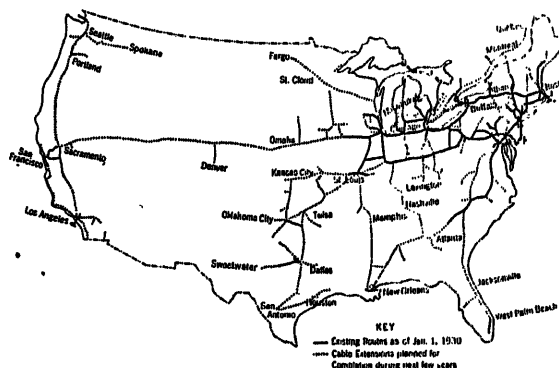 Seattle
Spokane
Portland
Fargo
St. Cloud
Montreal
Buffalo
Omaha
Sacramento
San
Francisco
Denver
Kansas City
St. Louis
Lexington
Nashville
Los Angeles
Oklahoma City
Tulsa
Memphis
Atlanta
Sweetwater
Dallas
Jacksonville
San
Antonio
Houston
New Orleans
West Palm Beach
KEY
Existing Routes as of Jan. 1, 1930
Cable Extensions planned for
Completion during next few years